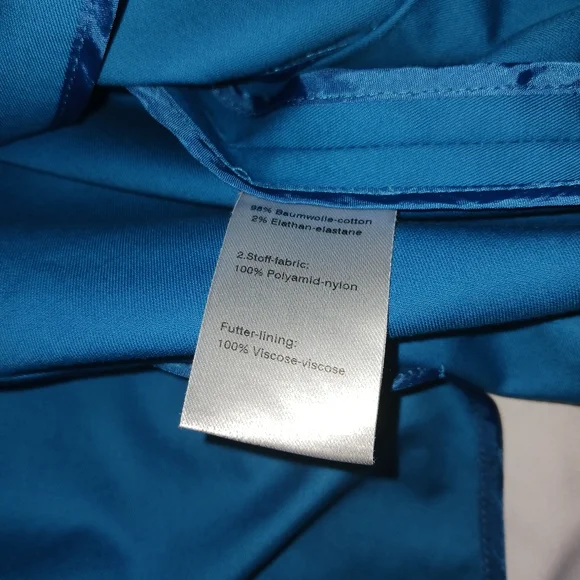 98% Baumwolle-cotton
2% Elathan-elastane
2.Stoff-fabric:
100% Polyamid-nylon
Futter-lining:
100% Viscose-viscose